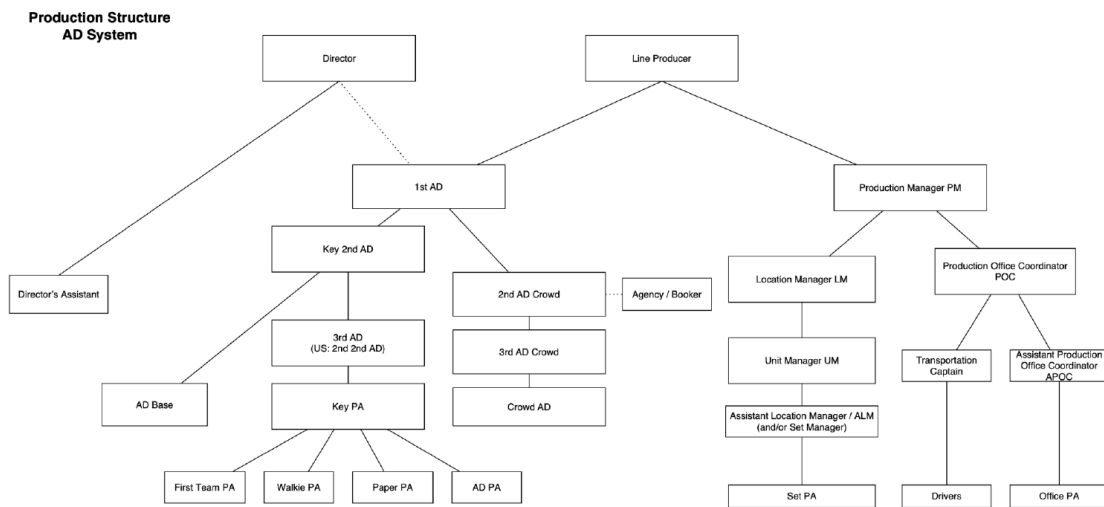 Production Structure
AD System
Director
Line Producer
1st AD
Production Manager PM
Key 2nd AD
Director's Assistant
2nd AD Crowd
Agency / Booker
Location Manager LM
Production Office Coordinator
POC
3rd AD
(US: 2nd 2nd AD)
3rd AD Crowd
Unit Manager UM
Transportation
Captain
Assistant Production
Office Coordinator
APOC
AD Base
Key PA
Crowd AD
Assistant Location Manager / ALM
(and/or Set Manager)
First Team PA
Walkie PA
Paper PA
AD PA
Set PA
Drivers
Office PA